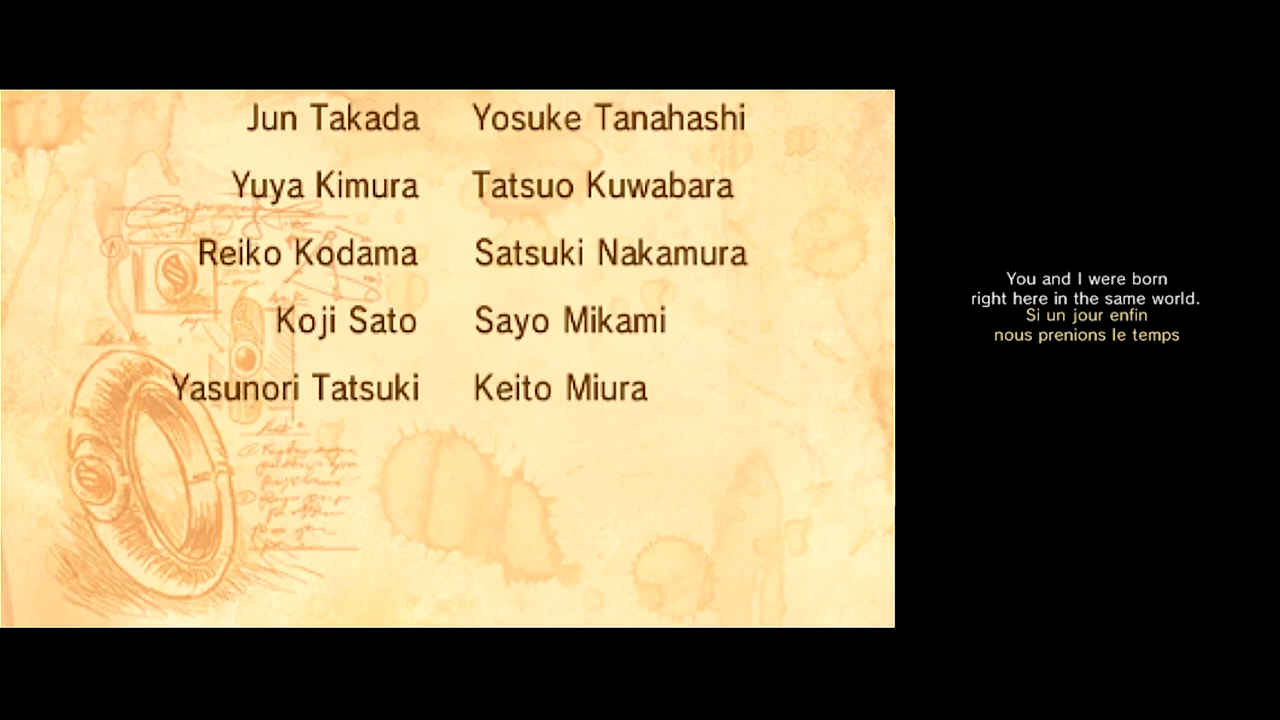 Jun Takada Yosuke Tanahashi
Yuya Kimura Tatsuo Kuwabara
Reiko Kodama Satsuki Nakamura
Koji Sato Sayo Mikami
Yasunori Tatsuki Keito Miura
You and I were born
right here in the same world.
Si un jour enfin
nous prenions le temps